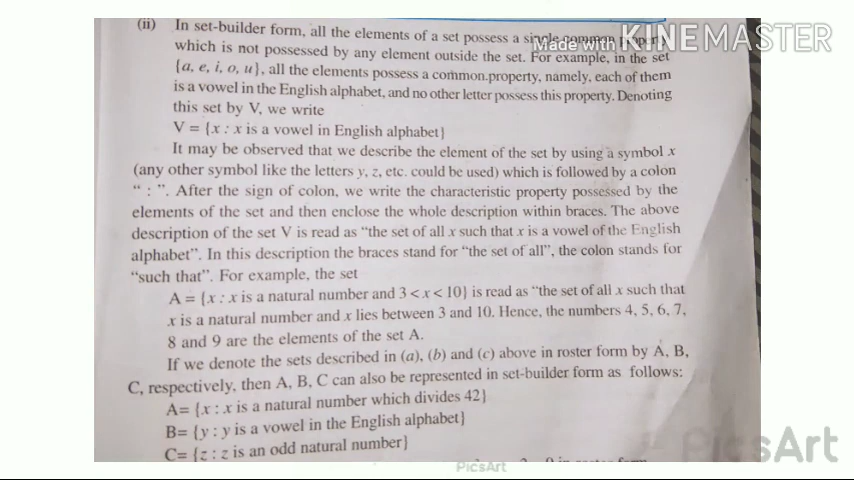 (ii) In set-builder form, all the elements of a set possess a single common property
Made with KINEMASTER
which is not possessed by any element outside the set. For example, in the set
{a, e, i, o, u}, all the elements possess a common property, namely, each of them
is a vowel in the English alphabet, and no other letter possess this property. Denoting
this set by V, we write
V = {x : x is a vowel in English alphabet}
It may be observed that we describe the element of the set by using a symbol x
(any other symbol like the letters y, z, etc. could be used) which is followed by a colon
“ : ”. After the sign of colon, we write the characteristic property possessed by the
elements of the set and then enclose the whole description within braces. The above
description of the set V is read as “the set of all x such that x is a vowel of the English
alphabet”. In this description the braces stand for “the set of all”, the colon stands for
“such that”. For example, the set
A = {x : x is a natural number and 3 < x < 10} is read as “the set of all x such that
x is a natural number and x lies between 3 and 10. Hence, the numbers 4, 5, 6, 7,
8 and 9 are the elements of the set A.
If we denote the sets described in (a), (b) and (c) above in roster form by A, B,
C, respectively, then A, B, C can also be represented in set-builder form as follows:
A= {x : x is a natural number which divides 42}
B= {y : y is a vowel in the English alphabet}
C= {z : z is an odd natural number}
PicsArt
PicsArt